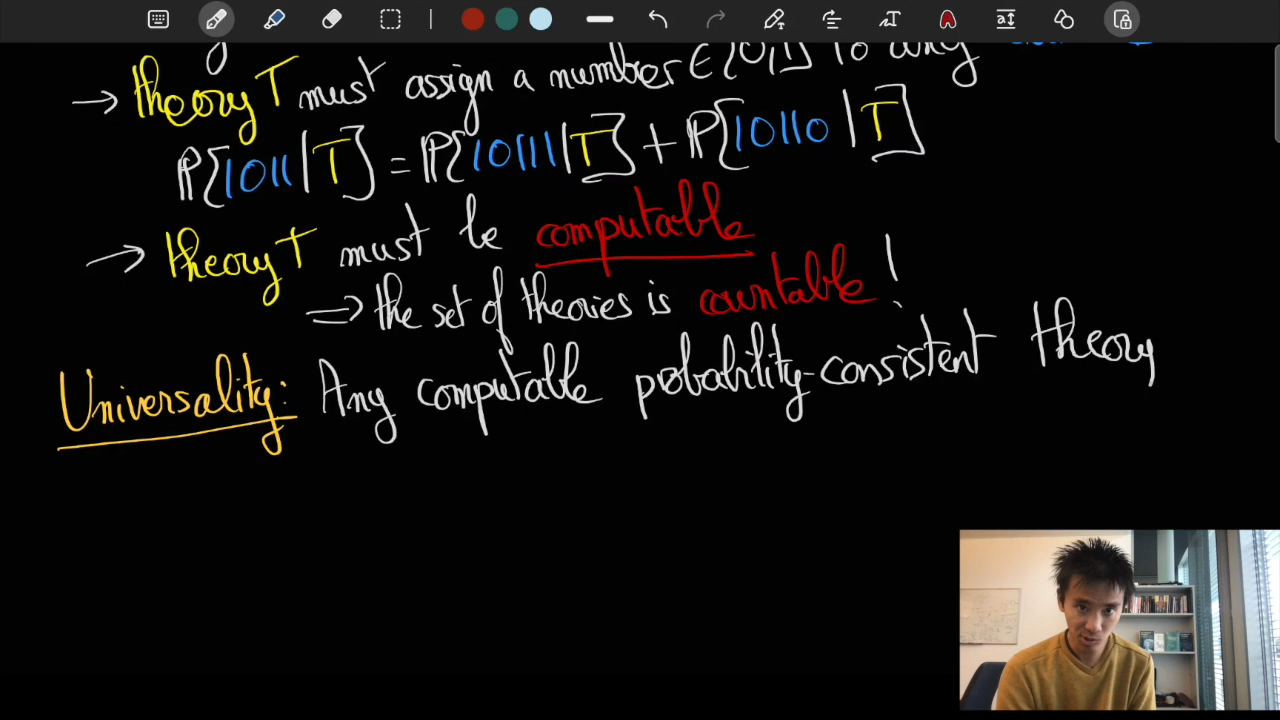 → theory T must assign a number ∈ [0,1] to any
P[1011|T] = P[10111|T] + P[10110|T]
→ theory T must be computable
⇒ the set of theories is countable!
Universality: Any computable probability-consistent theory